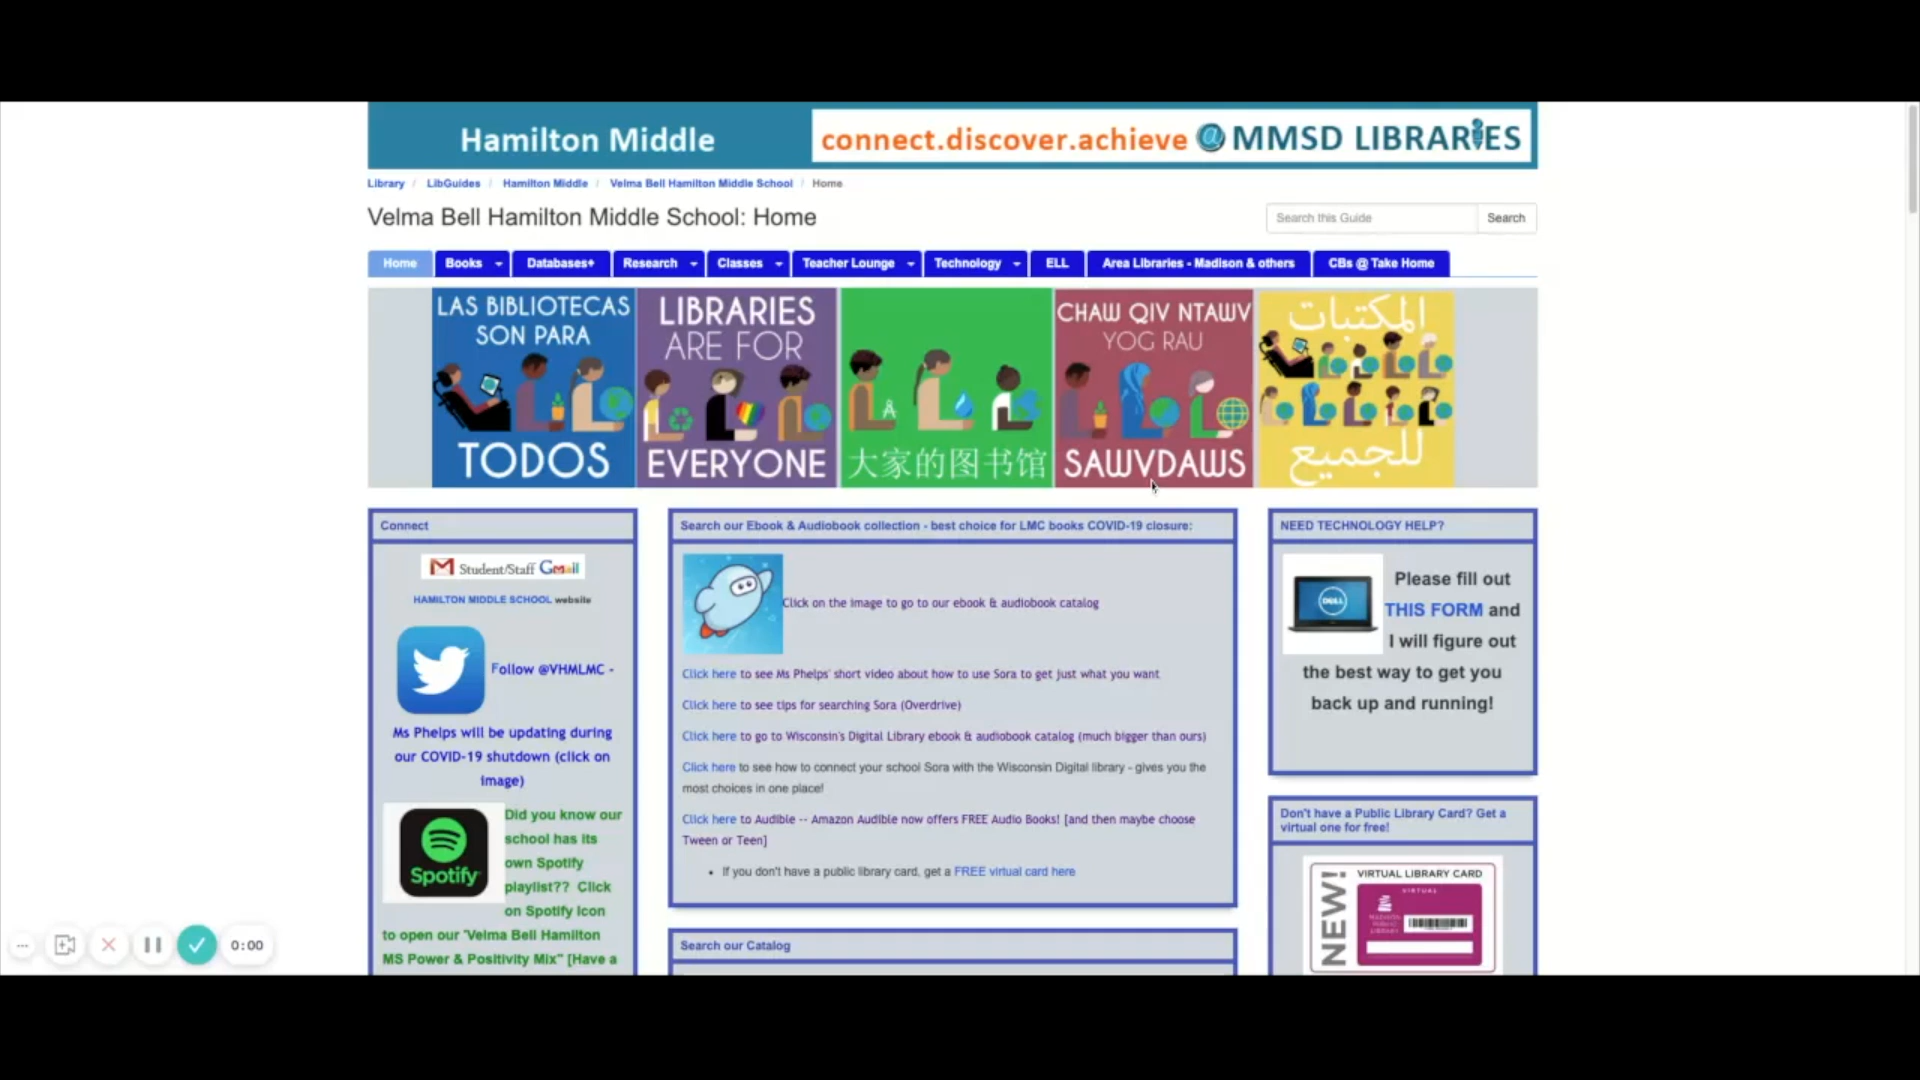 Hamilton Middle
connect.discover.achieve @ MMSD LIBRARIES
Library / LibGuides / Hamilton Middle / Velma Bell Hamilton Middle School / Home
Velma Bell Hamilton Middle School: Home
Search this Guide
Search
Home
Books
Databases+
Research
Classes
Teacher Lounge
Technology
ELL
Area Libraries - Madison & others
CBs @ Take Home
LAS BIBLIOTECAS
SON PARA
TODOS
LIBRARIES
ARE FOR
EVERYONE
大家的图书馆
CHAW QIV NTAWV
YOG RAU
SAWVDAWS
المكتبات
للجميع
Connect
Student/Staff Gmail
HAMILTON MIDDLE SCHOOL website
Follow @VHMLMC -
Ms Phelps will be updating during
our COVID-19 shutdown (click on
image)
Spotify
Did you know our
school has its
own Spotify
playlist?? Click
on Spotify Icon
to open our "Velma Bell Hamilton
MS Power & Positivity Mix" [Have a
Search our Ebook & Audiobook collection - best choice for LMC books COVID-19 closure:
Click on the image to go to our ebook & audiobook catalog
Click here to see Ms Phelps' short video about how to use Sora to get just what you want
Click here to see tips for searching Sora (Overdrive)
Click here to go to Wisconsin's Digital Library ebook & audiobook catalog (much bigger than ours)
Click here to see how to connect your school Sora with the Wisconsin Digital library - gives you the
most choices in one place!
Click here to Audible -- Amazon Audible now offers FREE Audio Books! [and then maybe choose
Tween or Teen]
• If you don't have a public library card, get a FREE virtual card here
Search our Catalog
NEED TECHNOLOGY HELP?
DELL
Please fill out
THIS FORM and
I will figure out
the best way to get you
back up and running!
Don't have a Public Library Card? Get a
virtual one for free!
NEW!
VIRTUAL LIBRARY CARD
VIRTUAL
MADISON
PUBLIC
LIBRARY
0:00